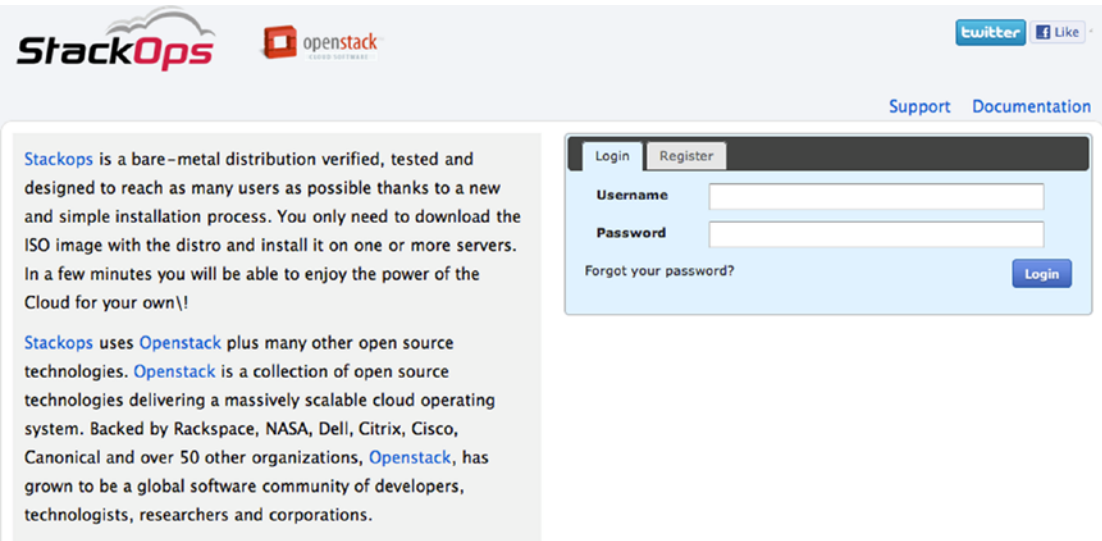 StackOps
openstack
CLOUD SOFTWARE
twitter
Like
Support Documentation
Stackops is a bare-metal distribution verified, tested and
designed to reach as many users as possible thanks to a new
and simple installation process. You only need to download the
ISO image with the distro and install it on one or more servers.
In a few minutes you will be able to enjoy the power of the
Cloud for your own\!
Stackops uses Openstack plus many other open source
technologies. Openstack is a collection of open source
technologies delivering a massively scalable cloud operating
system. Backed by Rackspace, NASA, Dell, Citrix, Cisco,
Canonical and over 50 other organizations, Openstack, has
grown to be a global software community of developers,
technologists, researchers and corporations.
Login Register
Username
Password
Forgot your password? Login